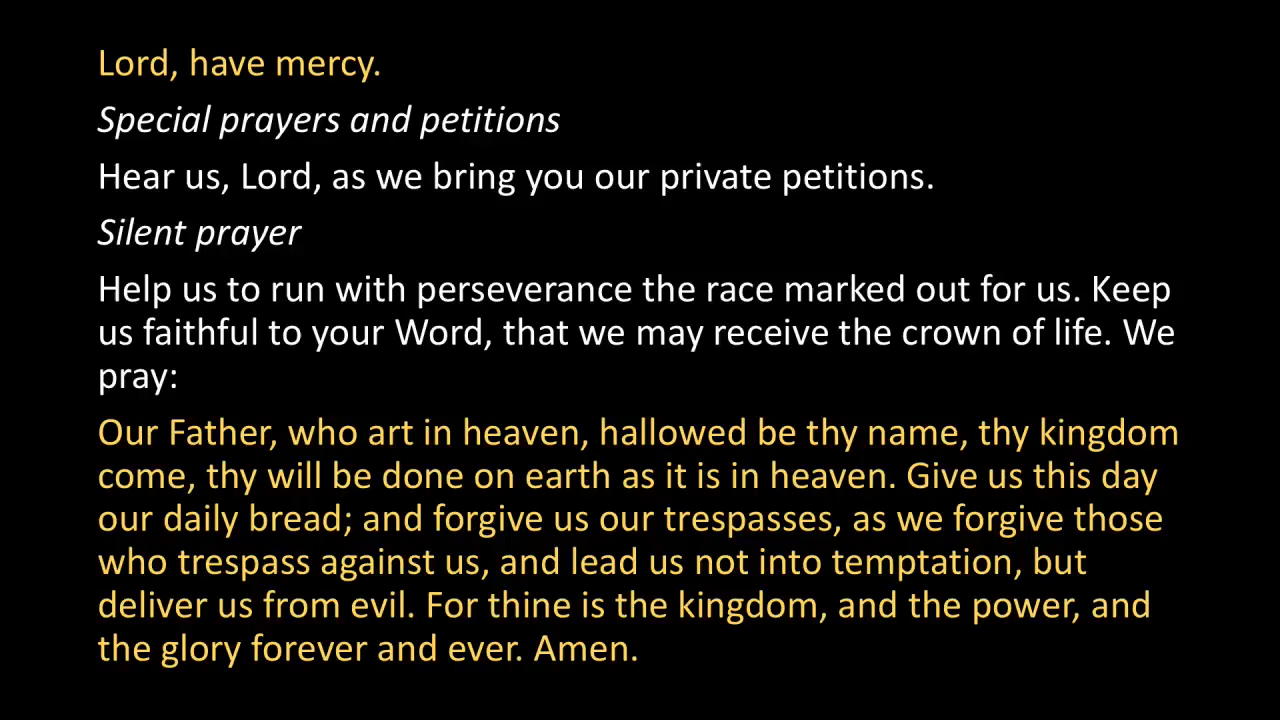 Lord, have mercy.
Special prayers and petitions
Hear us, Lord, as we bring you our private petitions.
Silent prayer
Help us to run with perseverance the race marked out for us. Keep
us faithful to your Word, that we may receive the crown of life. We
pray:
Our Father, who art in heaven, hallowed be thy name, thy kingdom
come, thy will be done on earth as it is in heaven. Give us this day
our daily bread; and forgive us our trespasses, as we forgive those
who trespass against us, and lead us not into temptation, but
deliver us from evil. For thine is the kingdom, and the power, and
the glory forever and ever. Amen.